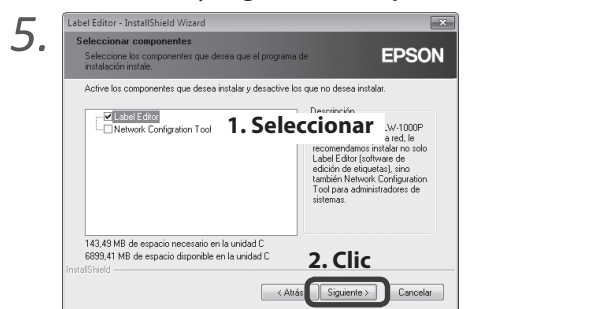 5.
Label Editor - InstallShield Wizard
Seleccionar componentes
Seleccione los componentes que desea que el programa de
instalación instale.
EPSON
Active los componentes que desea instalar y desactive los que no desea instalar.
Label Editor
Network Configration Tool
1. Seleccionar
Descripción
LW-1000P
a red, le
recomendamos instalar no solo
Label Editor (software de
edición de etiquetas), sino
también Network Configuration
Tool para administradores de
sistemas.
143,49 MB de espacio necesario en la unidad C
6899,41 MB de espacio disponible en la unidad C
2. Clic
InstallShield
< Atrás
Siguiente >
Cancelar